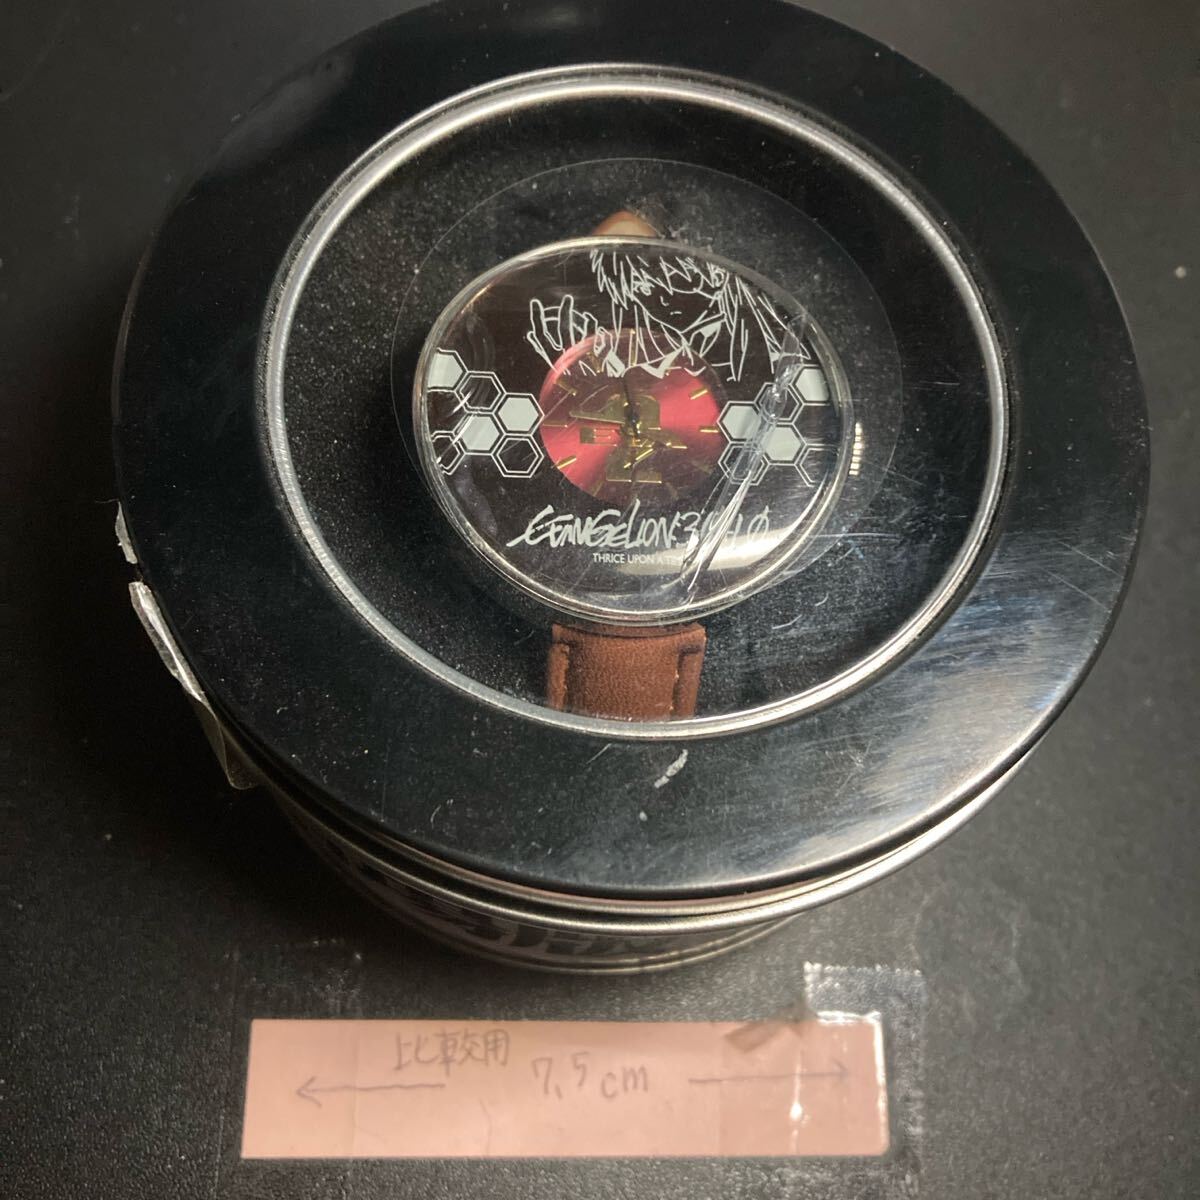 EVANGELION:3.0+1.0
THRICE UPON A
比較用
7.5cm